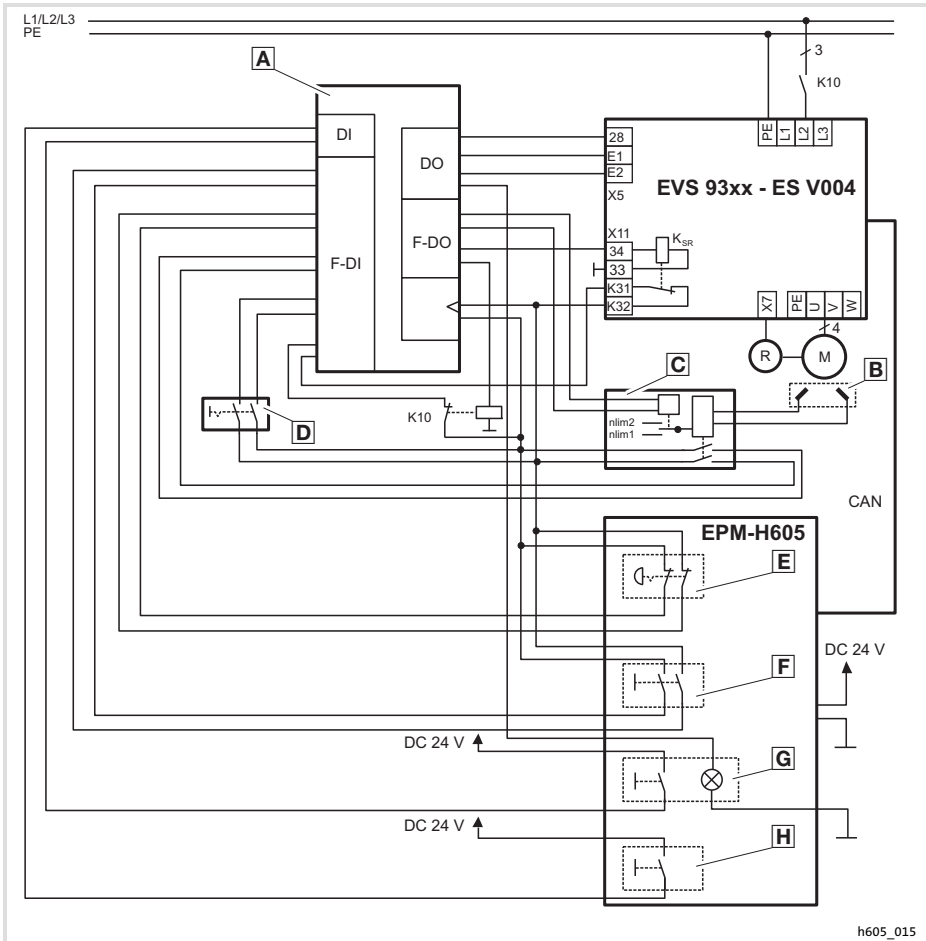 L1/L2/L3
PE
3
K10
A
PE
L1
L2
L3
DI
DO
28
E1
E2
X5
EVS 93xx - ES V004
X11
F-DO
F-DI
34
KSR
33
K31
K32
X7
PE
U
V
W
4
R
M
B
C
D
K10
nlim2
nlim1
CAN
EPM-H605
E
F
DC 24 V
DC 24 V
G
DC 24 V
H
h605_015